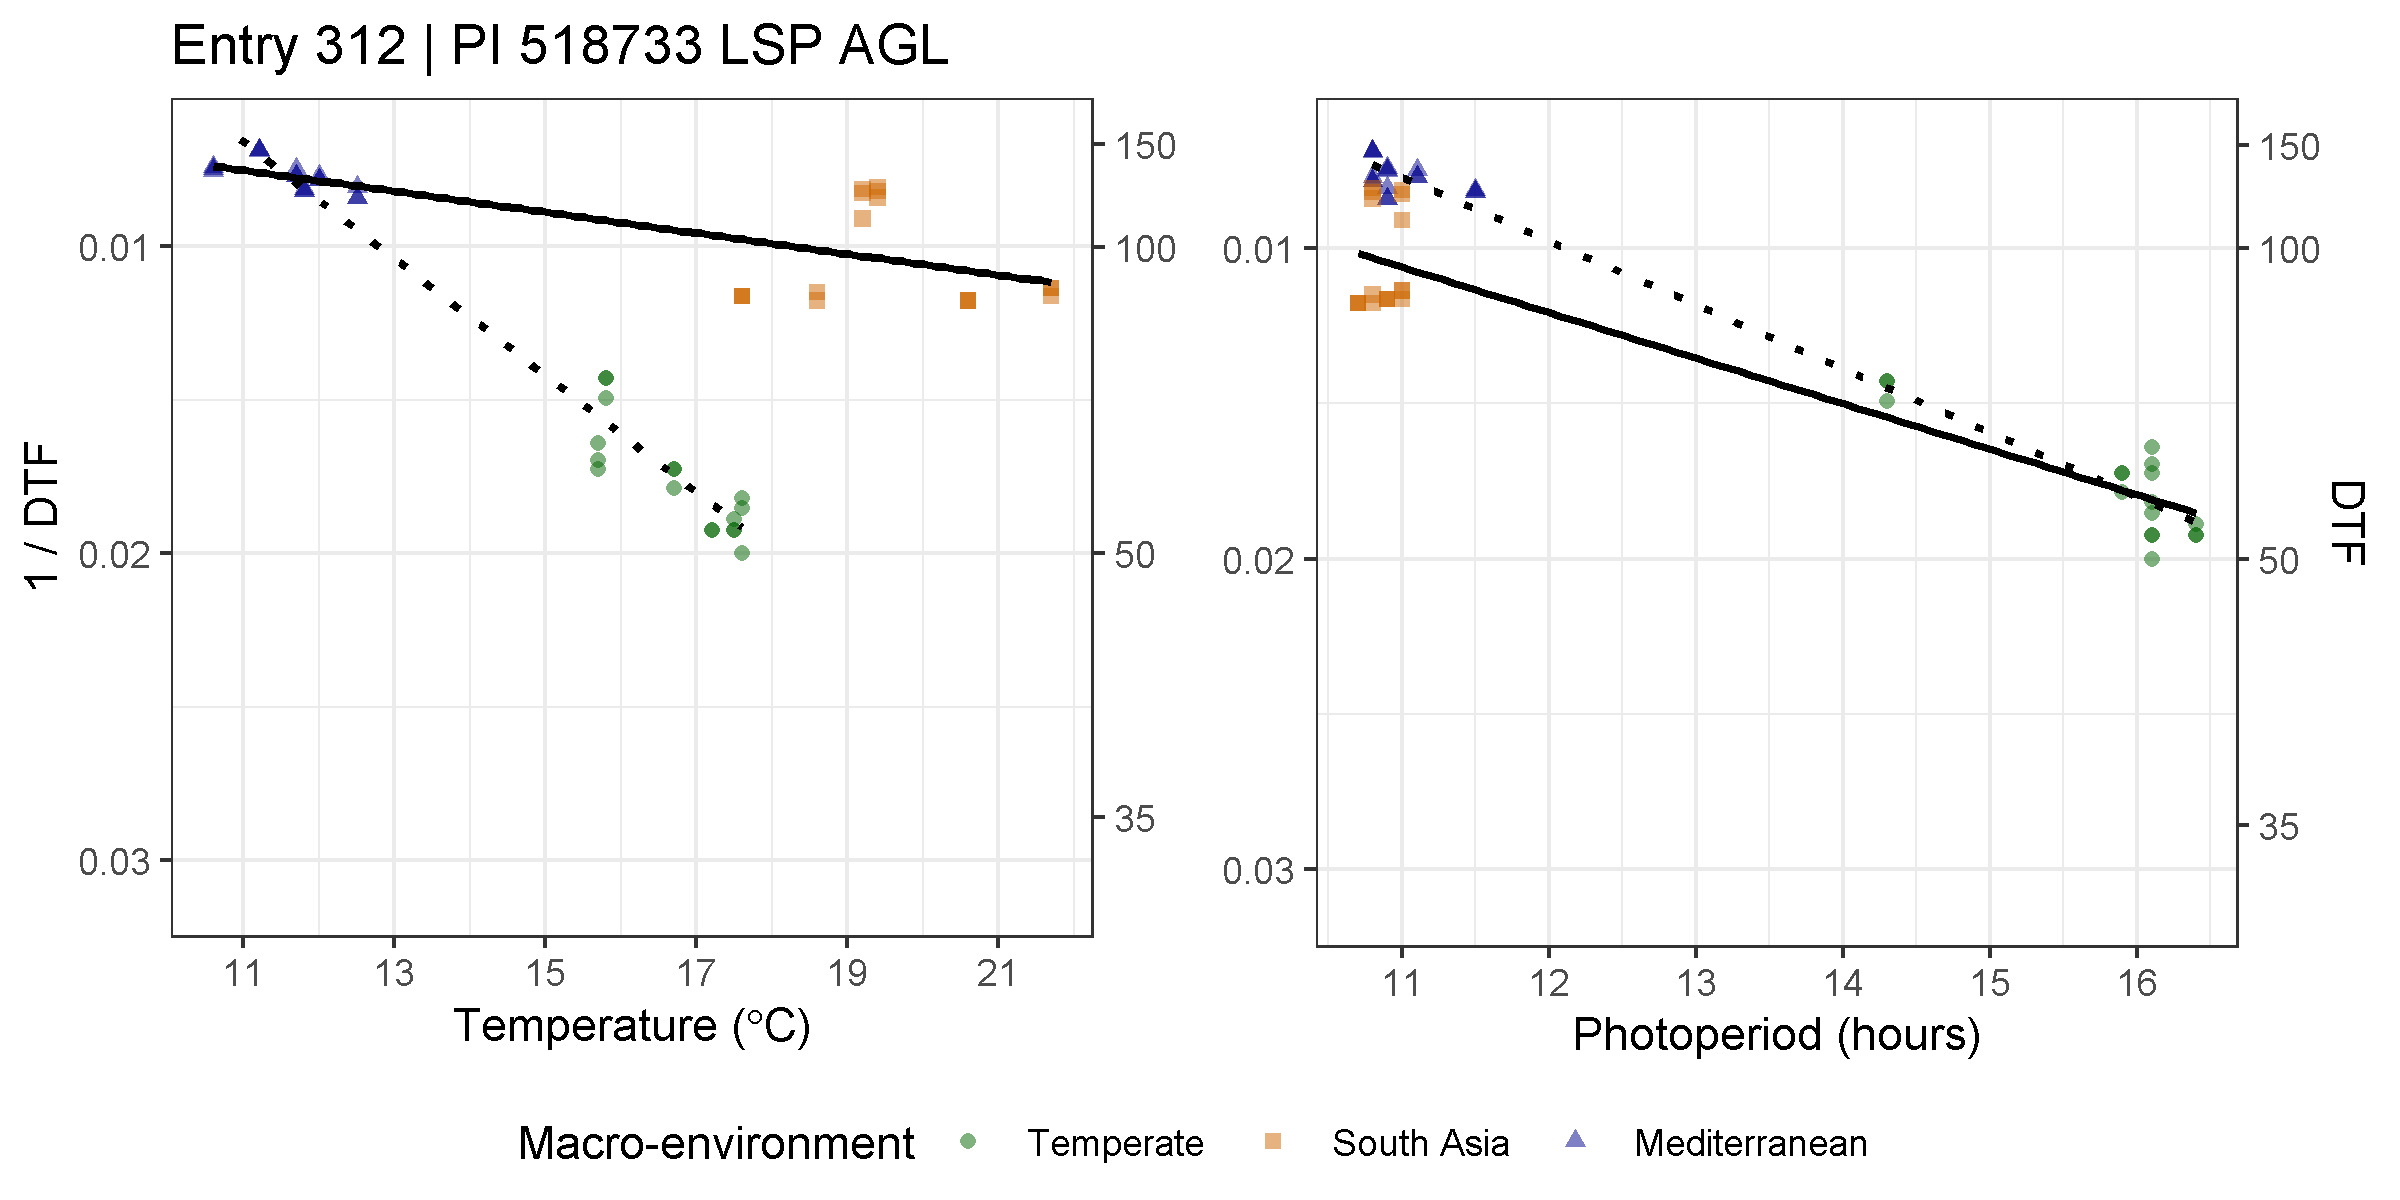 Entry 312 | PI 518733 LSP AGL
1 / DTF
0.01
0.02
0.03
150
100
50
35
11 13 15 17 19 21
Temperature (°C)
0.01
0.02
0.03
150
100
50
35
DTF
11 12 13 14 15 16
Photoperiod (hours)
Macro-environment Temperate South Asia Mediterranean